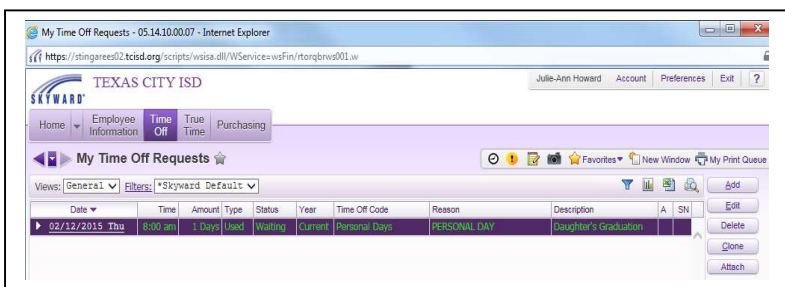 My Time Off Requests - 05.14.10.00.07 - Internet Explorer
https://stingarees02.tcisd.org/scripts/wsisa.dll/WService=wsFin/rtorqbrws001.w
TEXAS CITY ISD
Julie-Ann Howard Account Preferences Exit ?
SKYWARD
Home Employee Information Time Off True Time Purchasing
My Time Off Requests
Favorites New Window My Print Queue
Views: General Filters: *Skyward Default
Add
Date Time Amount Type Status Year Time Off Code Reason Description A SN
Edit
02/12/2015 Thu 8:00 am 1 Days Used Waiting Current Personal Days PERSONAL DAY Daughter's Graduation
Delete
Clone
Attach